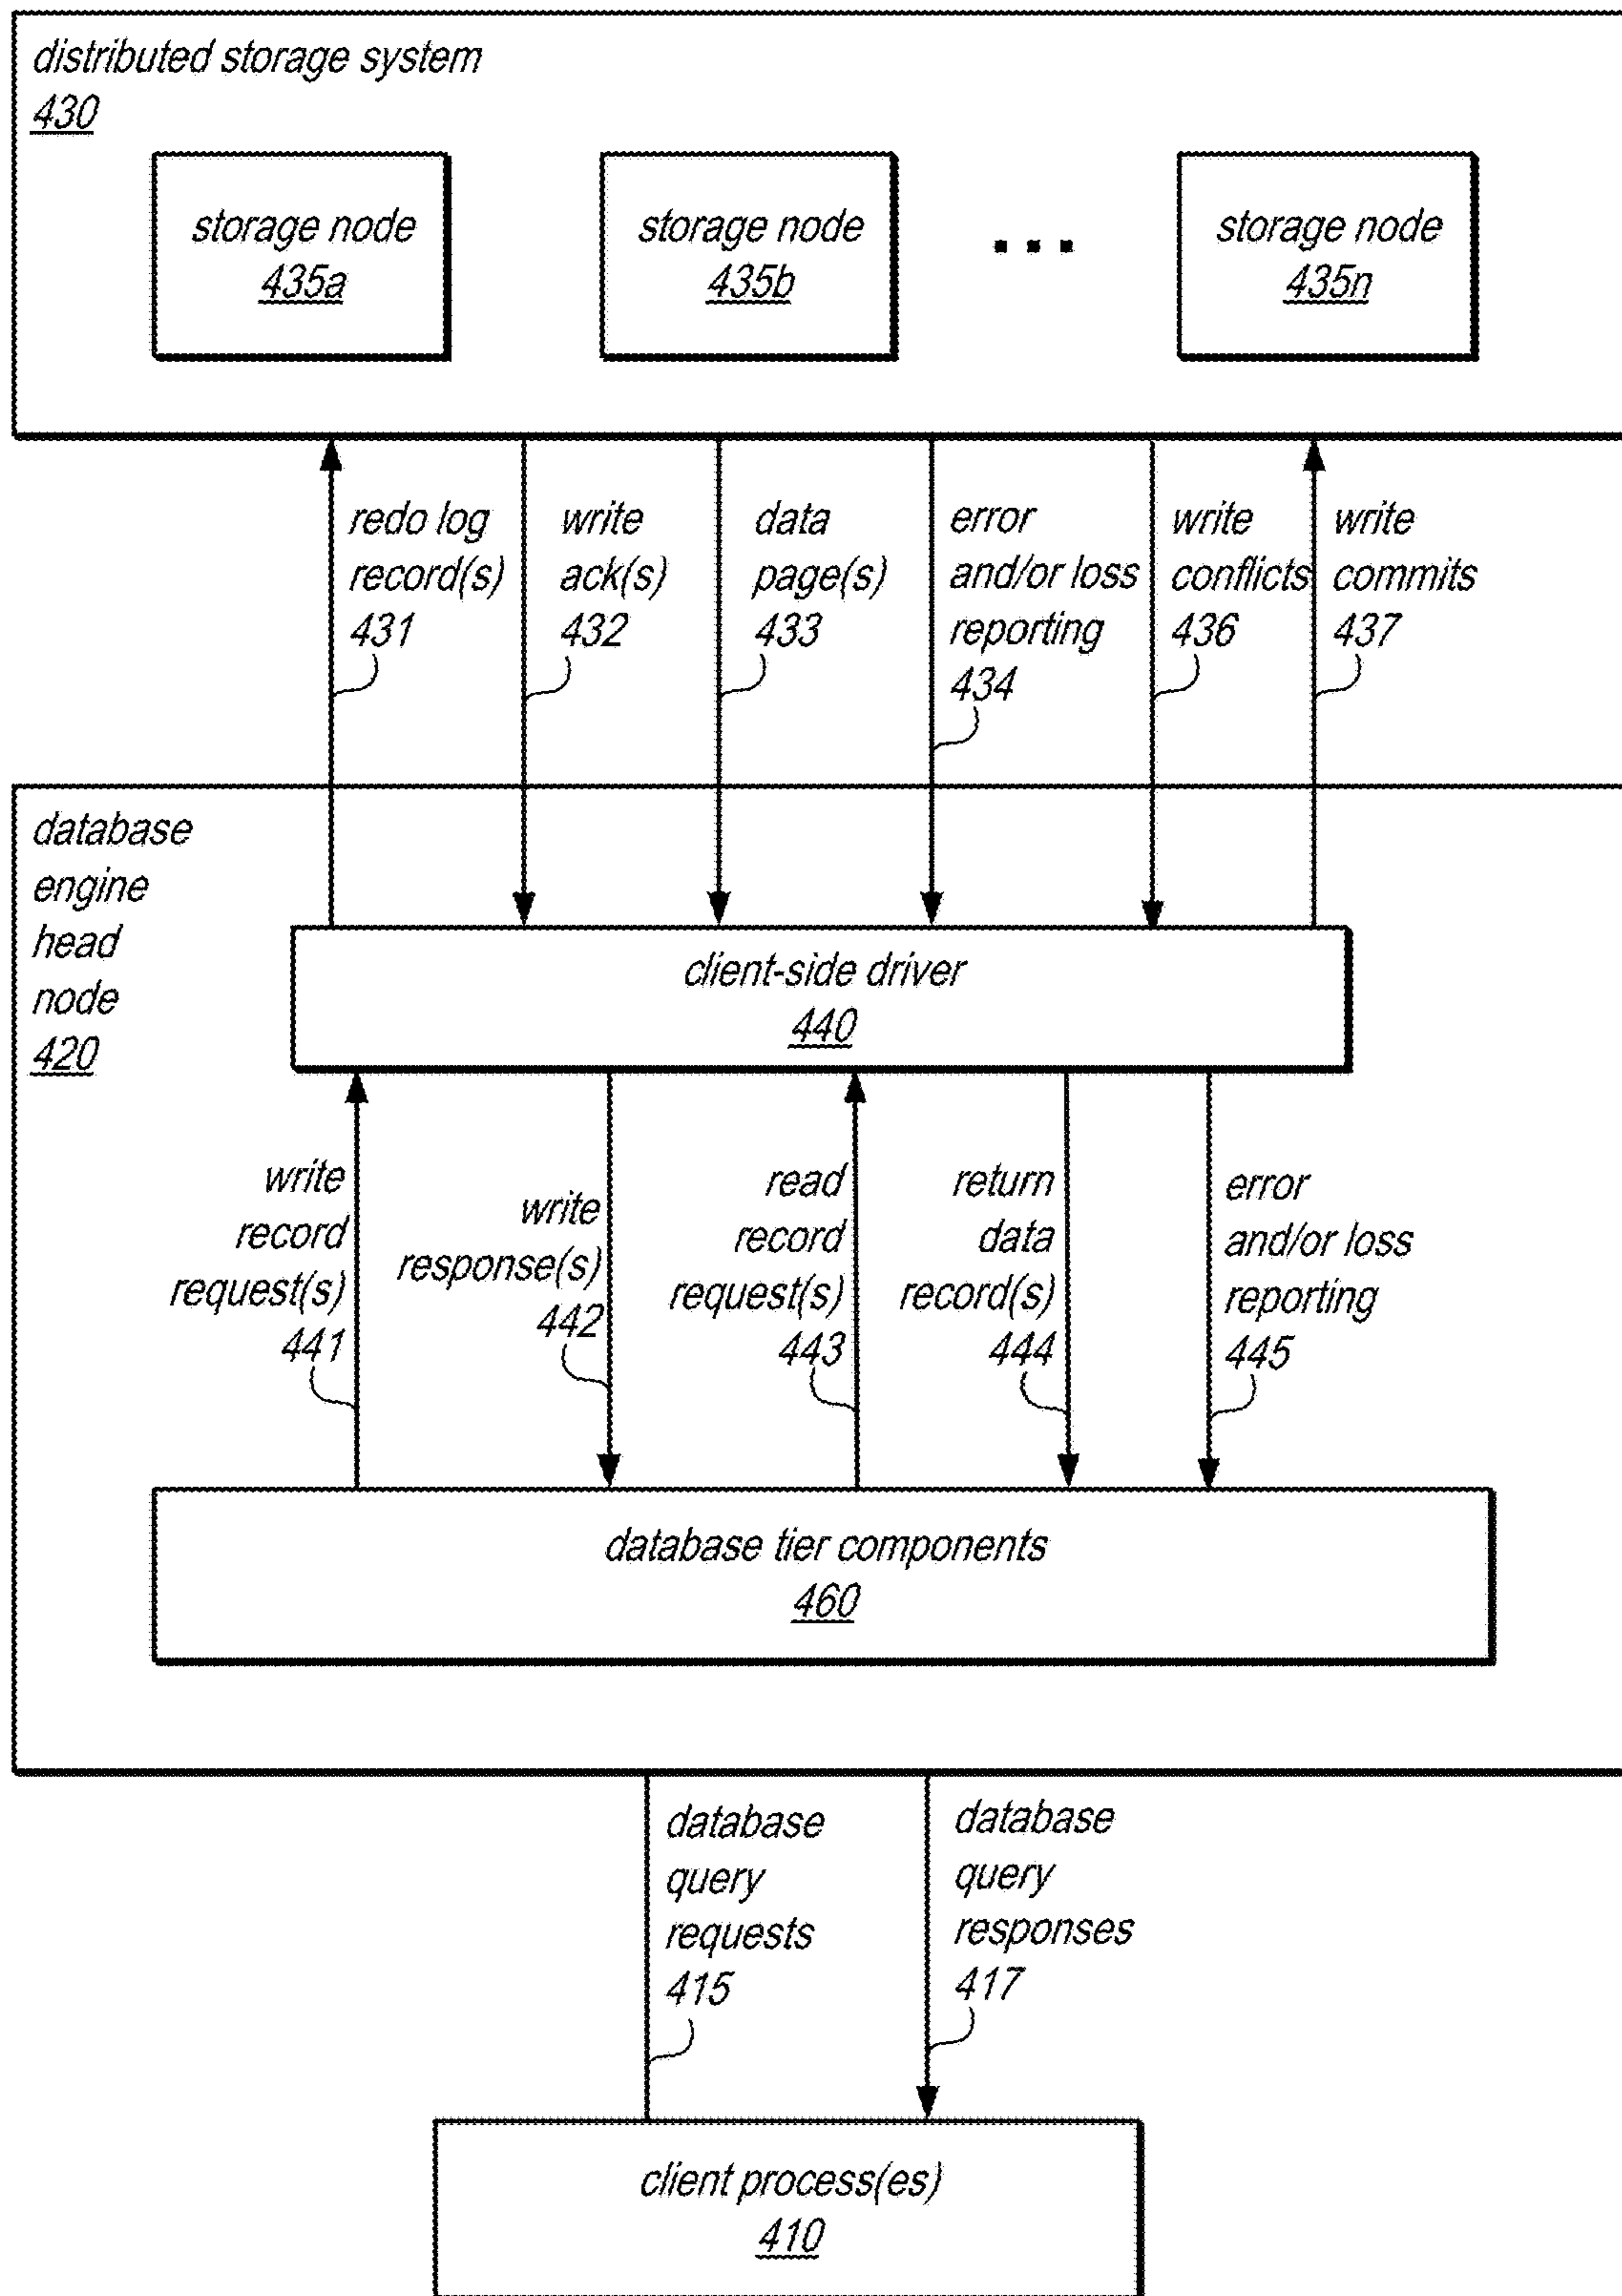 distributed storage system
430
storage node
435a
storage node
435b
storage node
435n
redo log
record(s)
431
write
ack(s)
432
data
page(s)
433
error
and/or loss
reporting
434
write
conflicts
436
write
commits
437
database
engine
head
node
420
client-side driver
440
write
record
request(s)
441
write
response(s)
442
read
record
request(s)
443
return
data
record(s)
444
error
and/or loss
reporting
445
database tier components
460
database
query
requests
415
database
query
responses
417
client process(es)
410